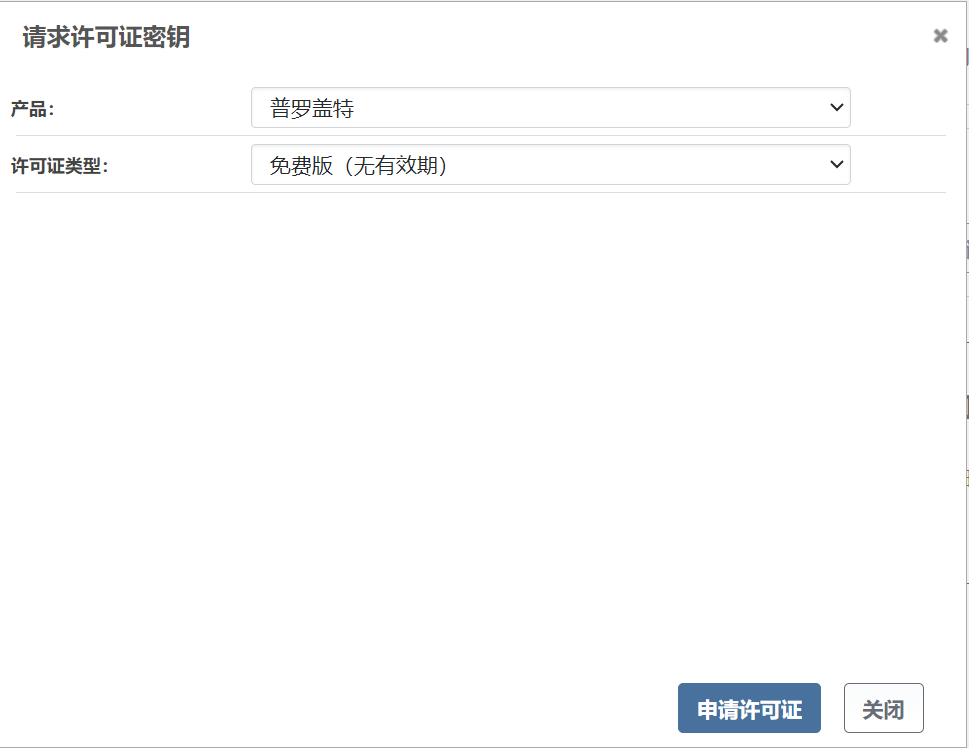 请求许可证密钥
产品：
普罗盖特
许可证类型：
免费版（无有效期）
申请许可证
关闭